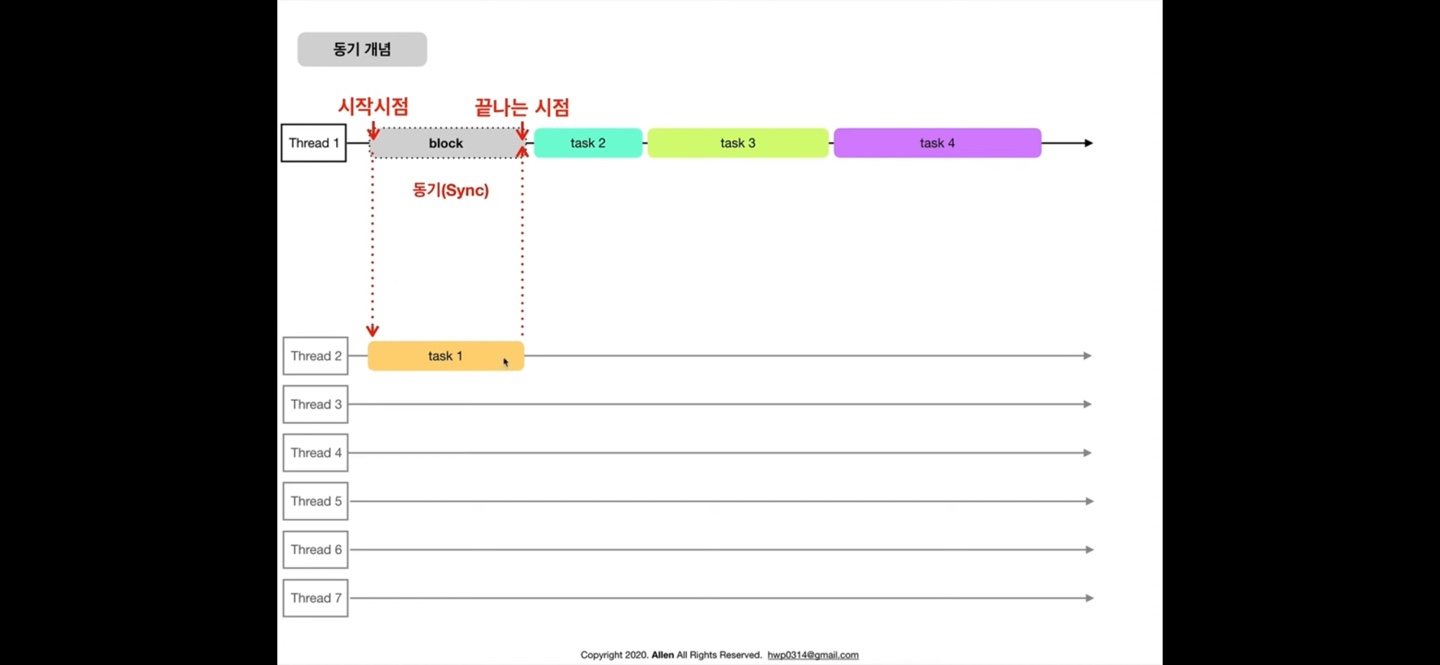 동기 개념
시작시점
끝나는 시점
Thread 1
block
task 2
task 3
task 4
동기(Sync)
Thread 2
task 1
Thread 3
Thread 4
Thread 5
Thread 6
Thread 7
Copyright 2020. Allen All Rights Reserved. hwp0314@gmail.com